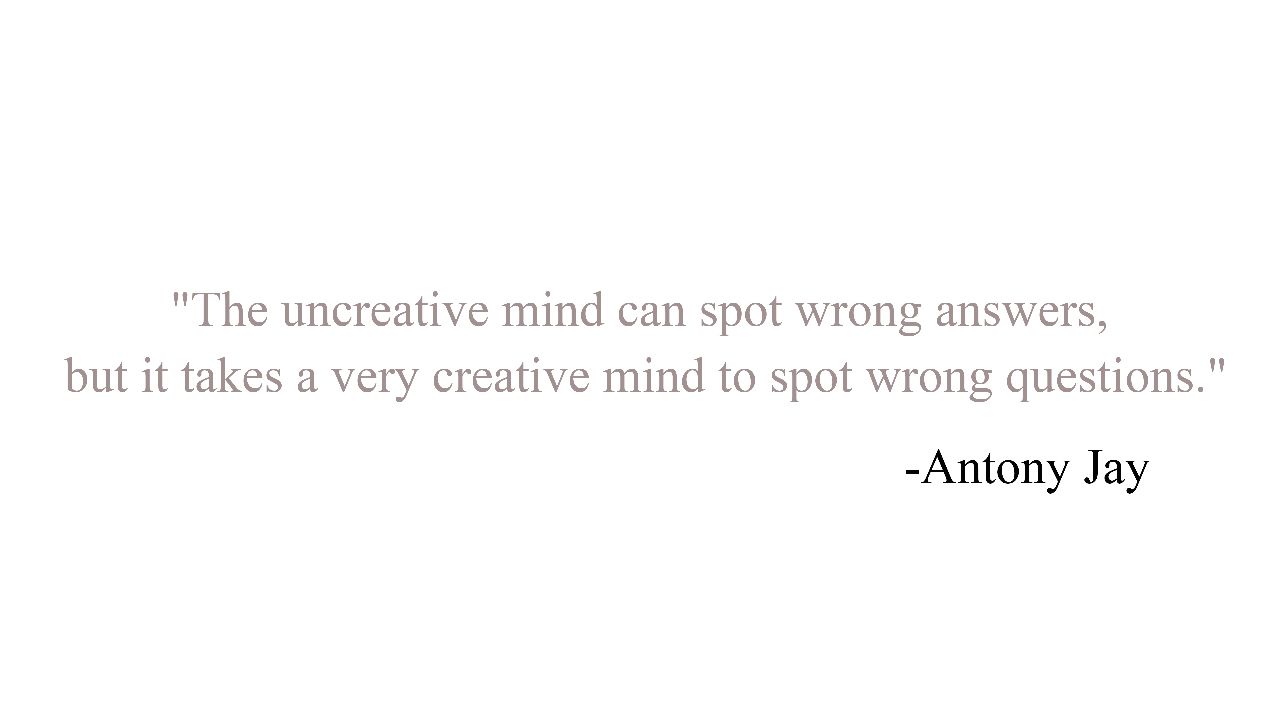 "The uncreative mind can spot wrong answers,
but it takes a very creative mind to spot wrong questions."
-Antony Jay